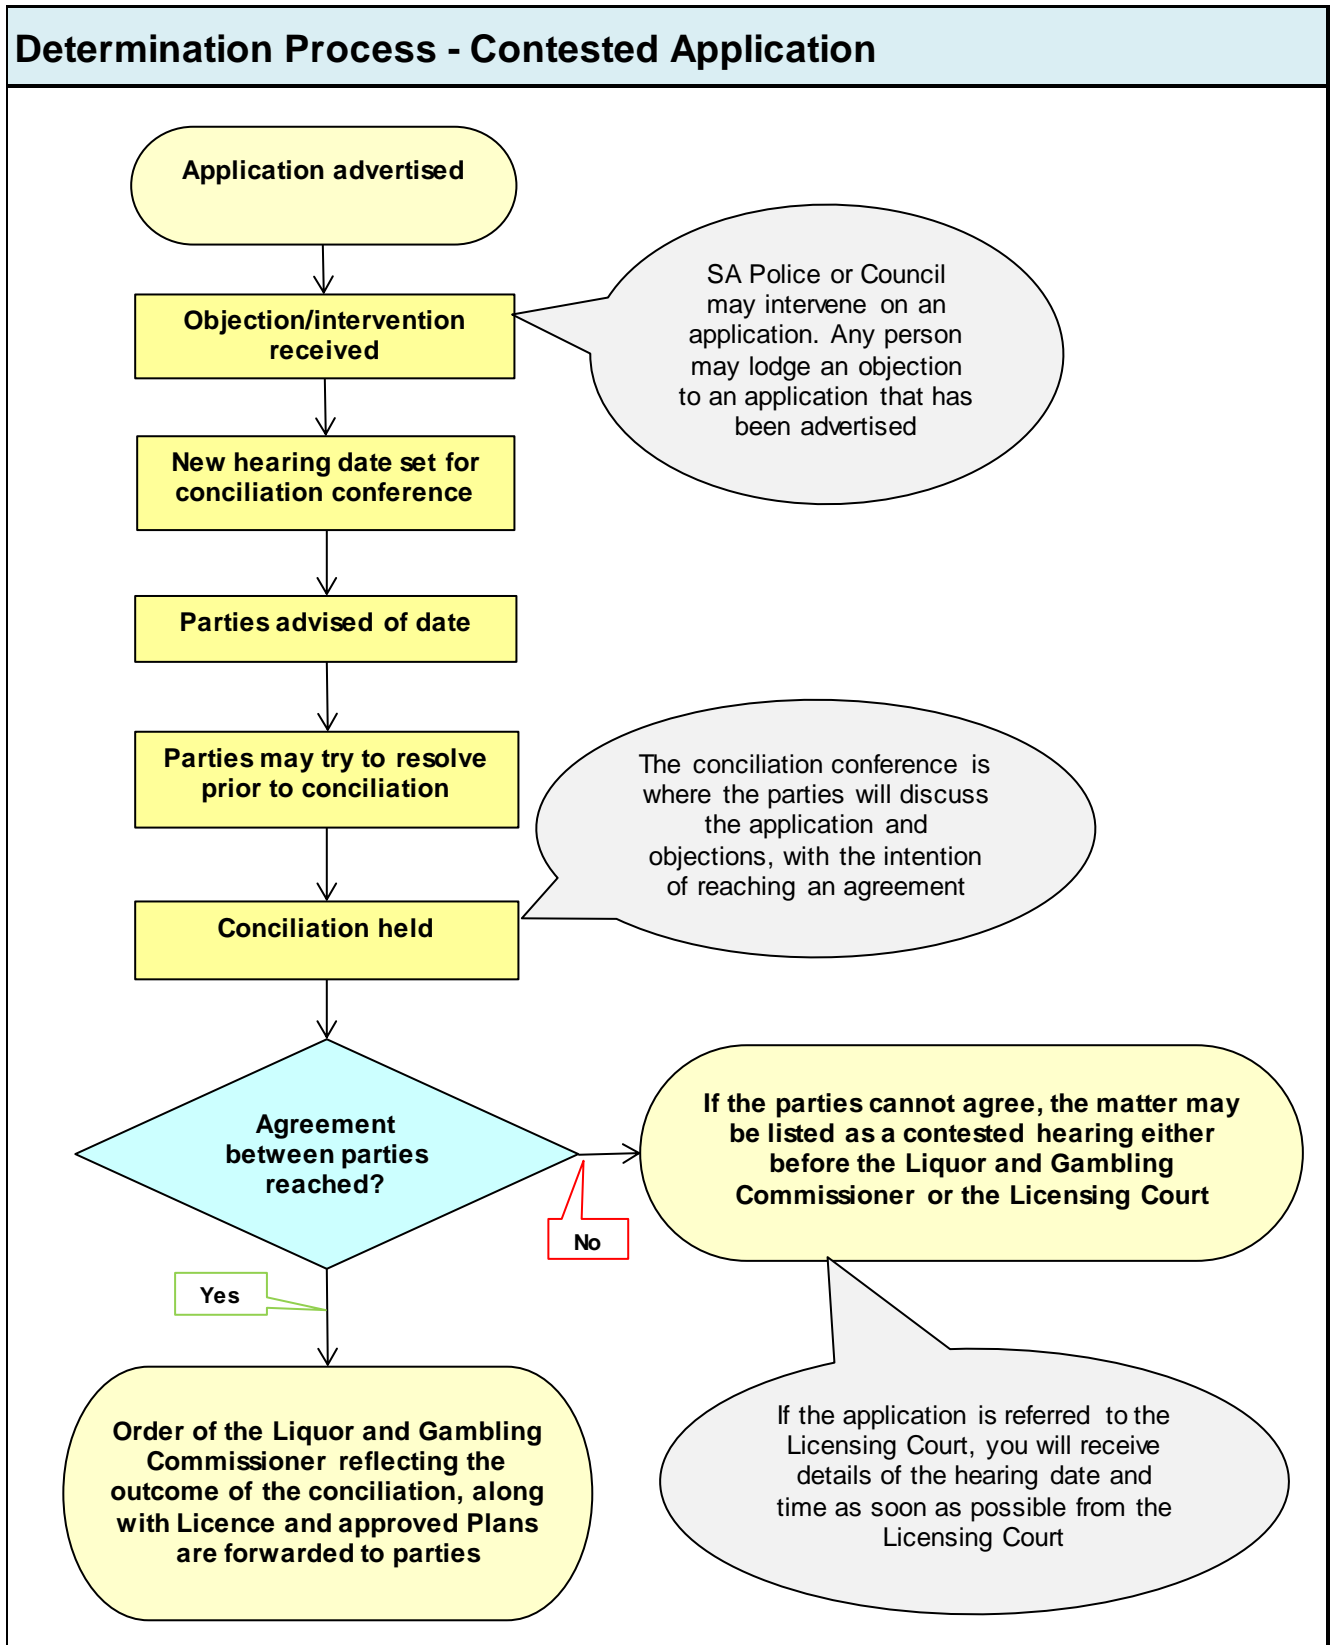 Determination Process - Contested Application
Application advertised
Objection/intervention
received
SA Police or Council
may intervene on an
application. Any person
may lodge an objection
to an application that has
been advertised
New hearing date set for
conciliation conference
Parties advised of date
Parties may try to resolve
prior to conciliation
The conciliation conference is
where the parties will discuss
the application and
objections, with the intention
of reaching an agreement
Conciliation held
Agreement
between parties
reached?
No
If the parties cannot agree, the matter may
be listed as a contested hearing either
before the Liquor and Gambling
Commissioner or the Licensing Court
Yes
Order of the Liquor and Gambling
Commissioner reflecting the
outcome of the conciliation, along
with Licence and approved Plans
are forwarded to parties
If the application is referred to the
Licensing Court, you will receive
details of the hearing date and
time as soon as possible from the
Licensing Court